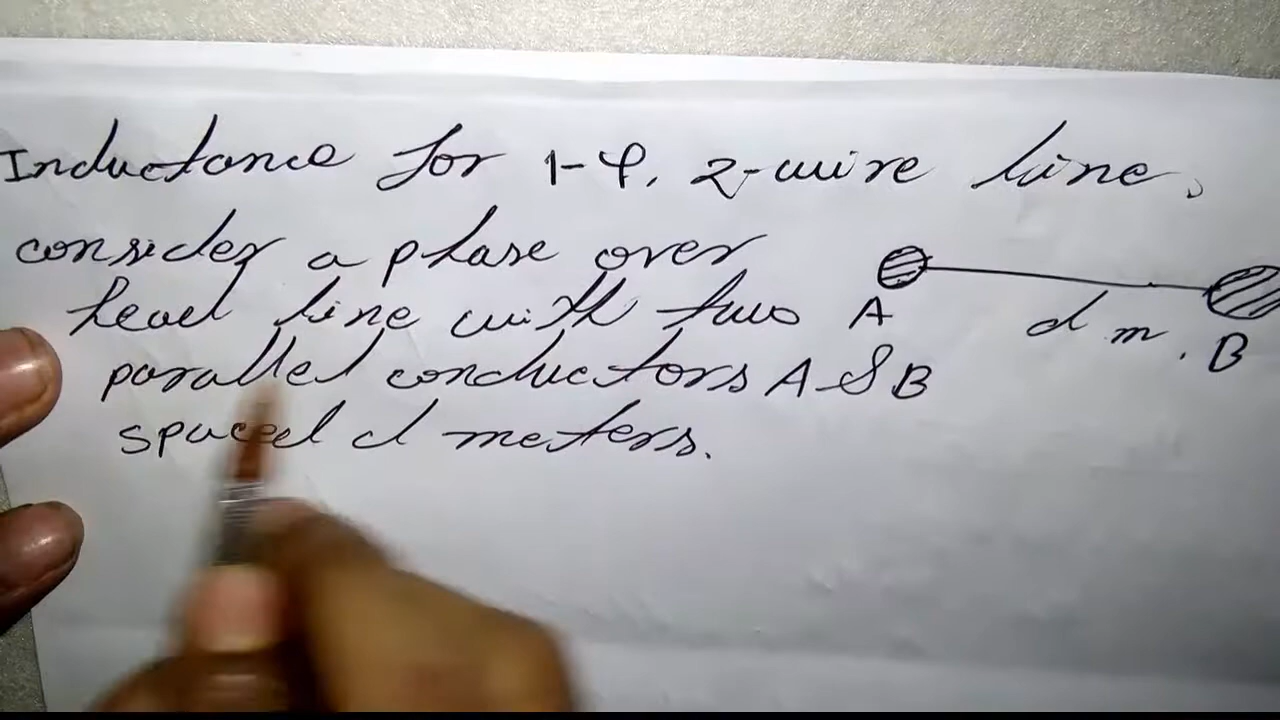 Inductance for 1-φ, 2-wire line.
consider a phase over
head line with two
parallel conductors A & B
spaced d meters.
A
d m.
B